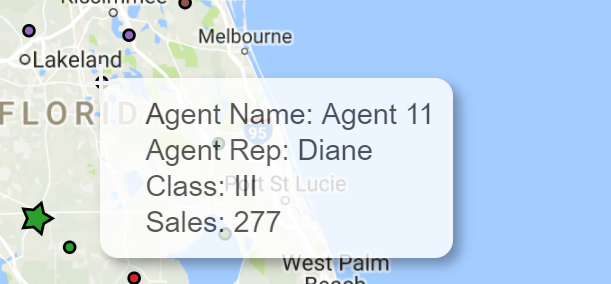 Kissimmee
Melbourne
Lakeland
FLORID
Agent Name: Agent 11
95
Agent Rep: Diane
Class: III
Port St Lucie
Sales: 277
West Palm
Beach